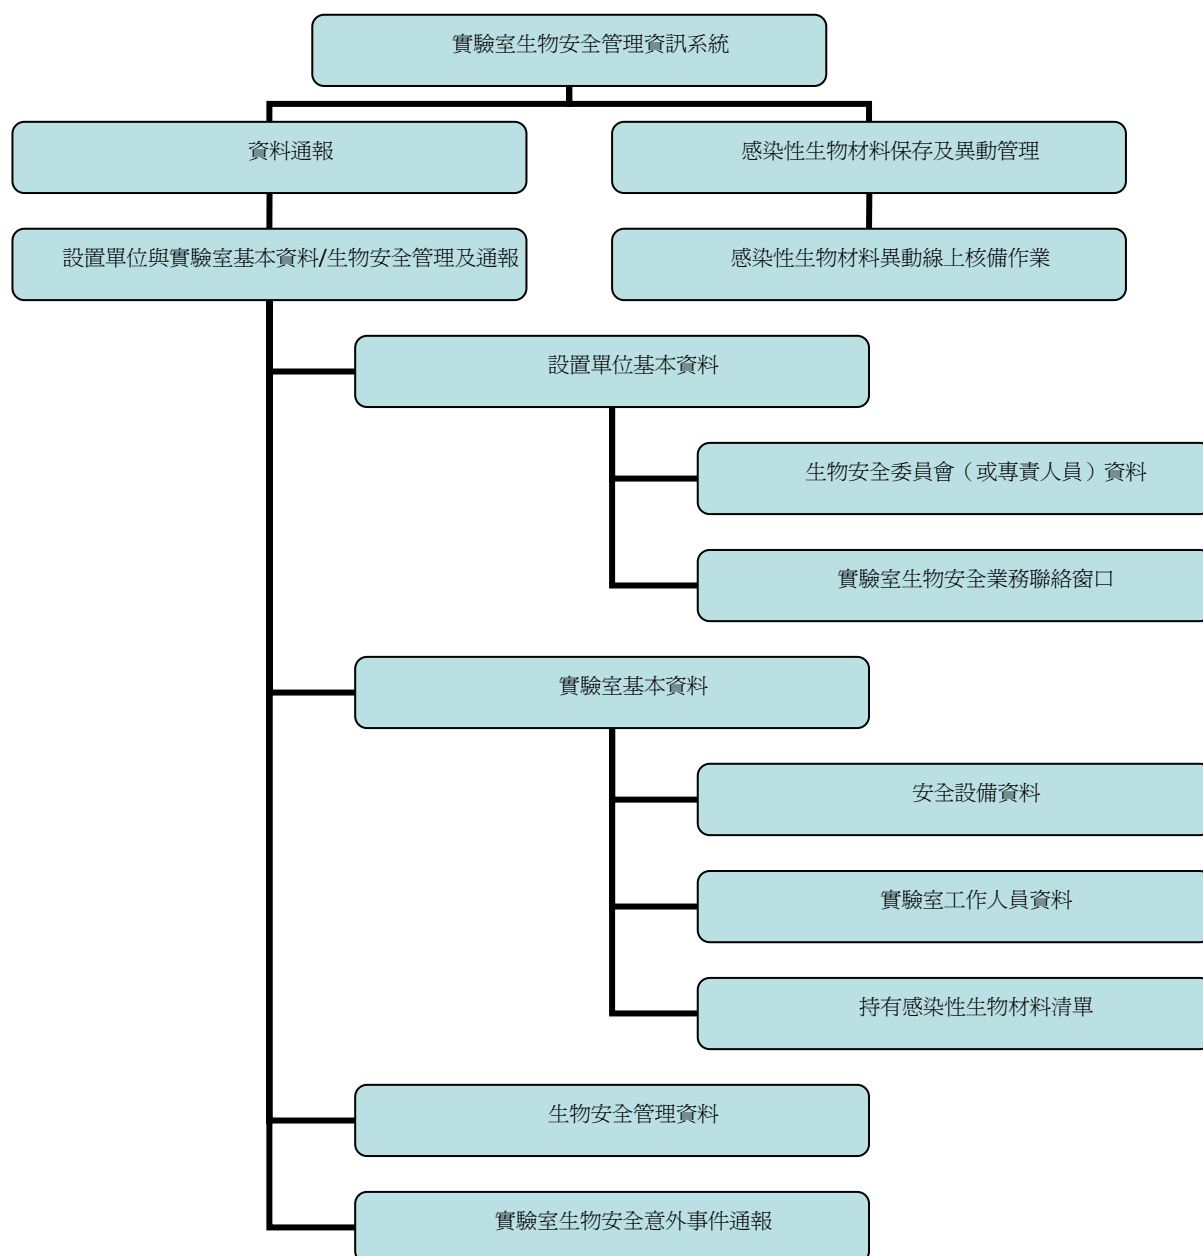 實驗室生物安全管理資訊系統
資料通報
感染性生物材料保存及異動管理
設置單位與實驗室基本資料/生物安全管理及通報
感染性生物材料異動線上核備作業
設置單位基本資料
生物安全委員會（或專責人員）資料
實驗室生物安全業務聯絡窗口
實驗室基本資料
安全設備資料
實驗室工作人員資料
持有感染性生物材料清單
生物安全管理資料
實驗室生物安全意外事件通報